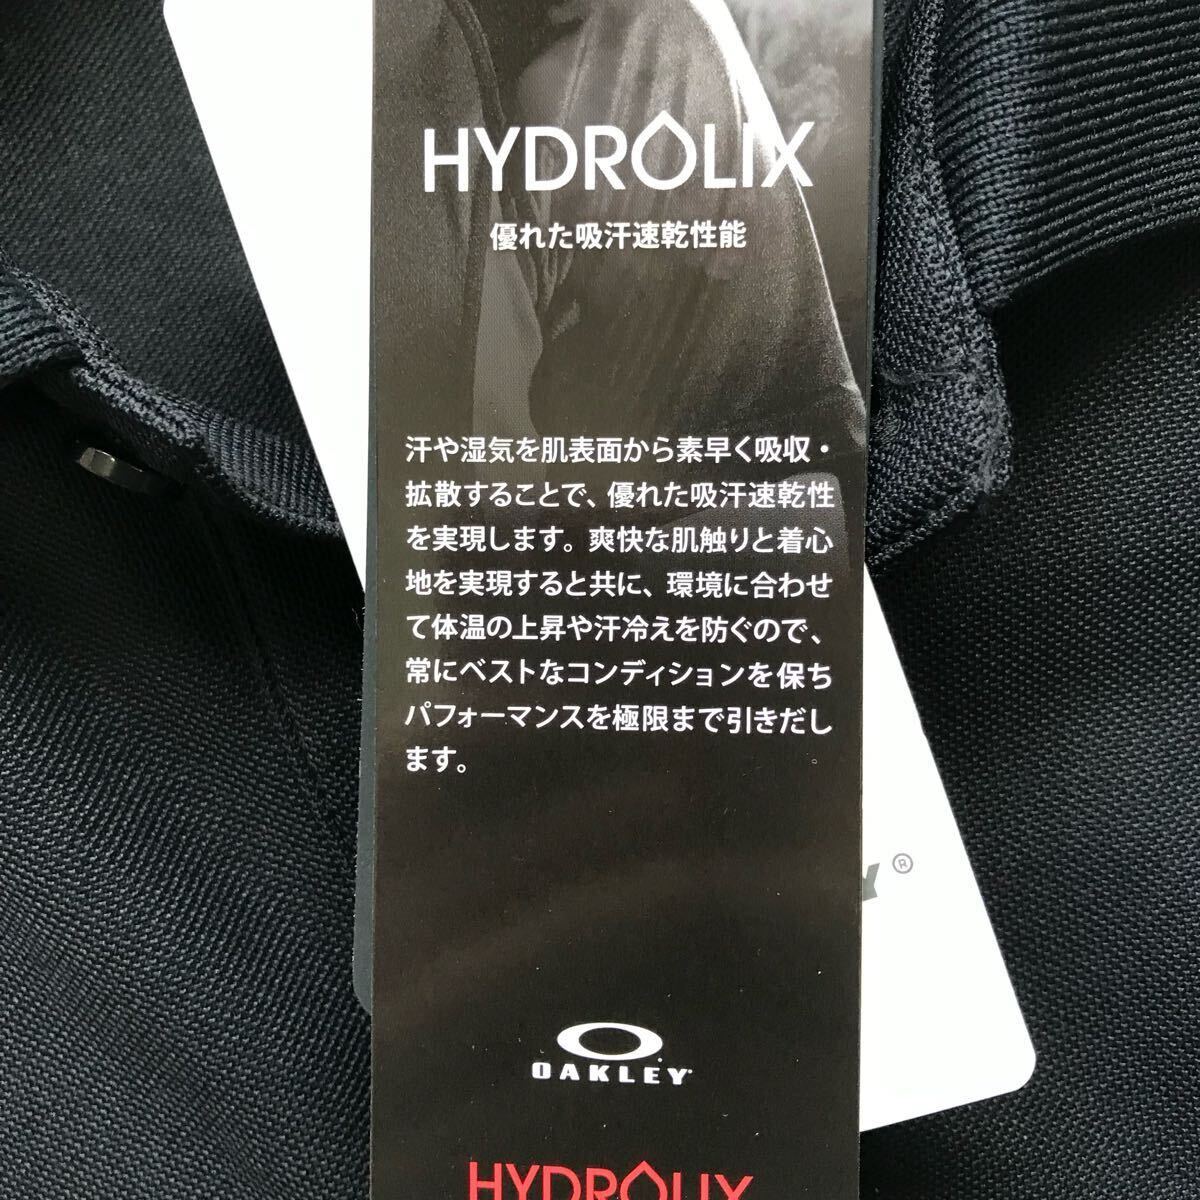 HYDROLIX
優れた吸汗速乾性能
汗や湿気を肌表面から素早く吸収・
拡散することで、優れた吸汗速乾性
を実現します。爽快な肌触りと着心
地を実現すると共に、環境に合わせ
て体温の上昇や汗冷えを防ぐので、
常にベストなコンディションを保ち
パフォーマンスを極限まで引きだし
ます。
Y®
OAKLEY
HYDROLIX